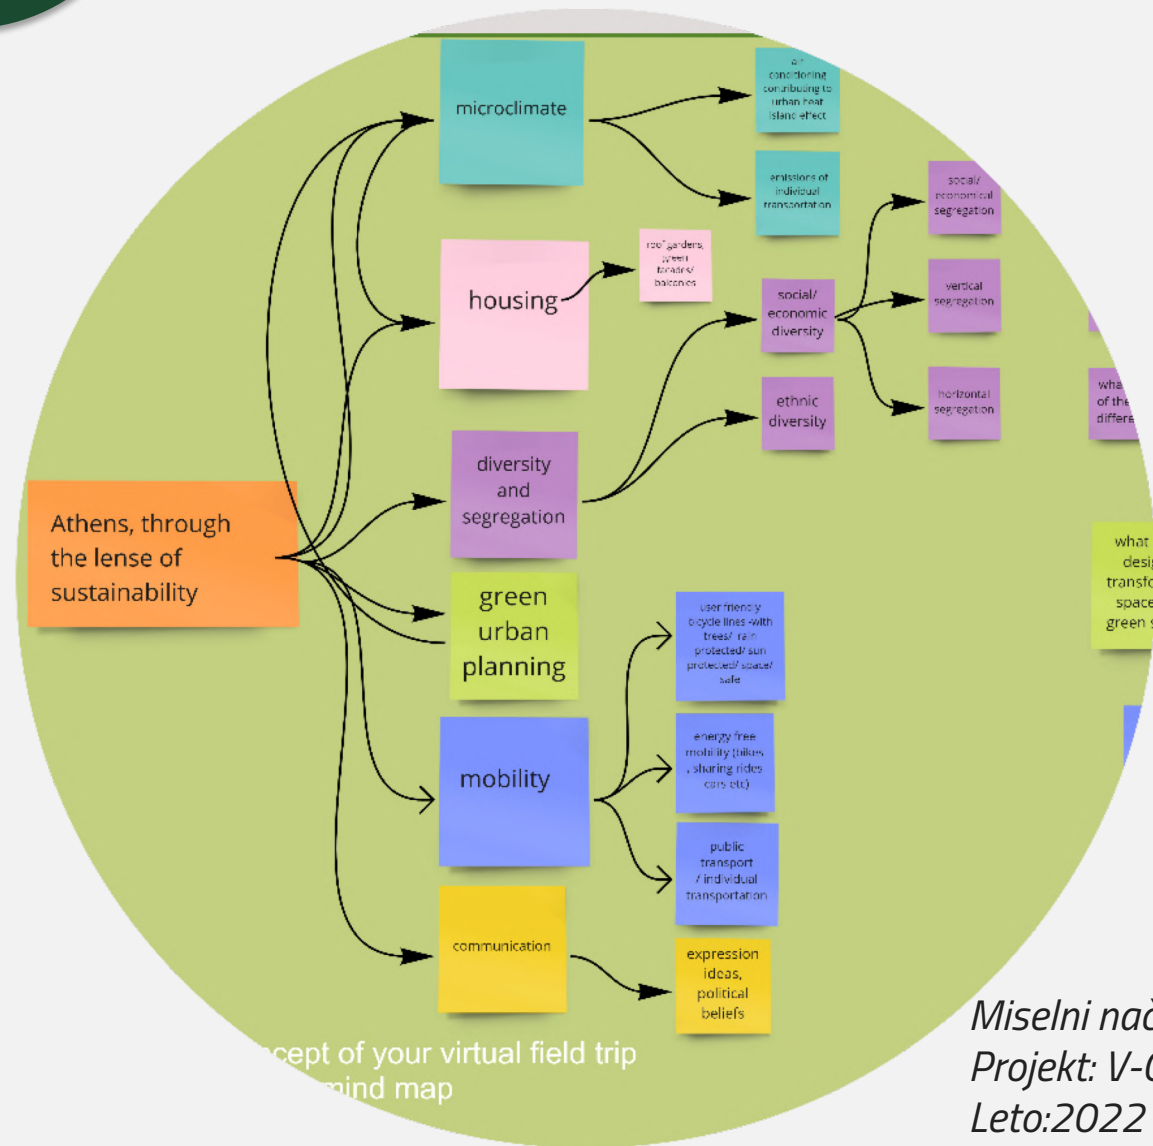 microclimate
air
conditioning
contributing to
urban heat
island effect
emissions of
individual
transportation
housing
roof gardens,
green
facades/
balconies
social/
economic
diversity
social/
economical
segregation
vertical
segregation
horizontal
segregation
ethnic
diversity
diversity
and
segregation
Athens, through
the lense of
sustainability
of the
what
green
urban
planning
user friendly
bicycle lines -with
trees/ rain
protected/ sun
protected/ space/
safe
mobility
energy free
mobility (bikes
, sharing rides
cars etc)
public
transport
/ individual
transportation
communication
expression
ideas,
political
beliefs
of your virtual field trip
mind map
Miselni
Projekt:
Leto:2022